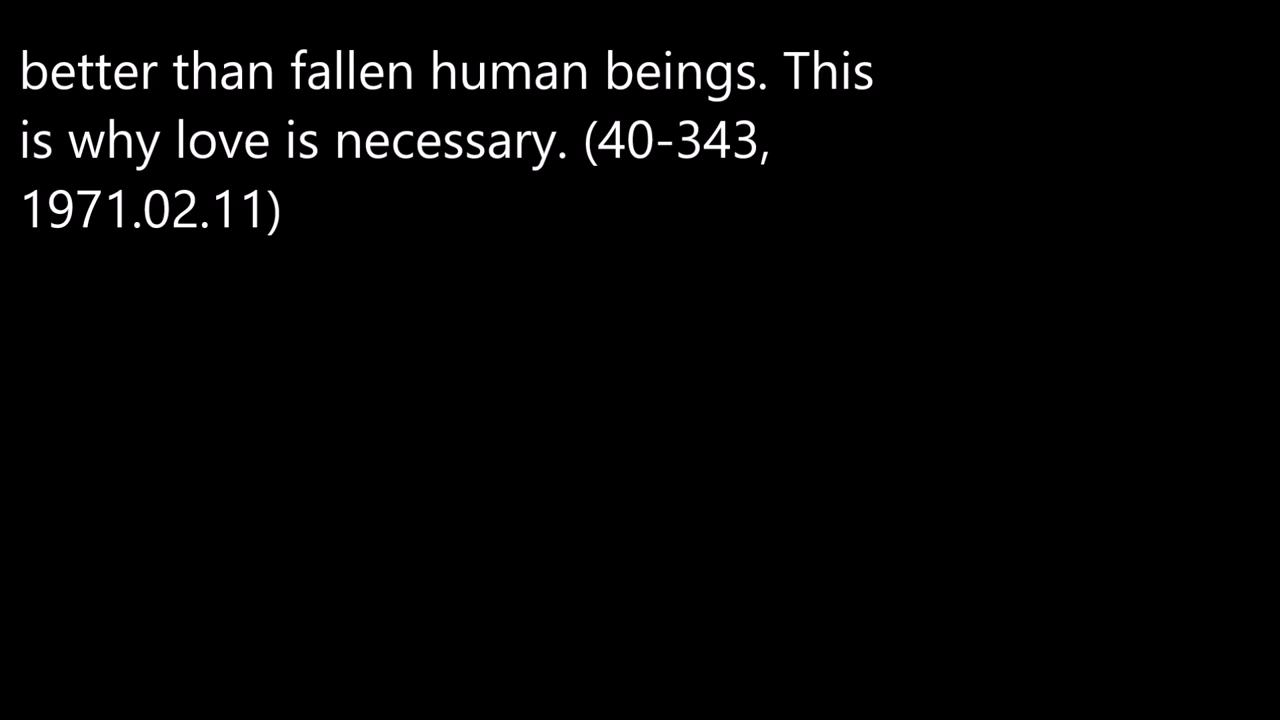 better than fallen human beings. This
is why love is necessary. (40-343,
1971.02.11)